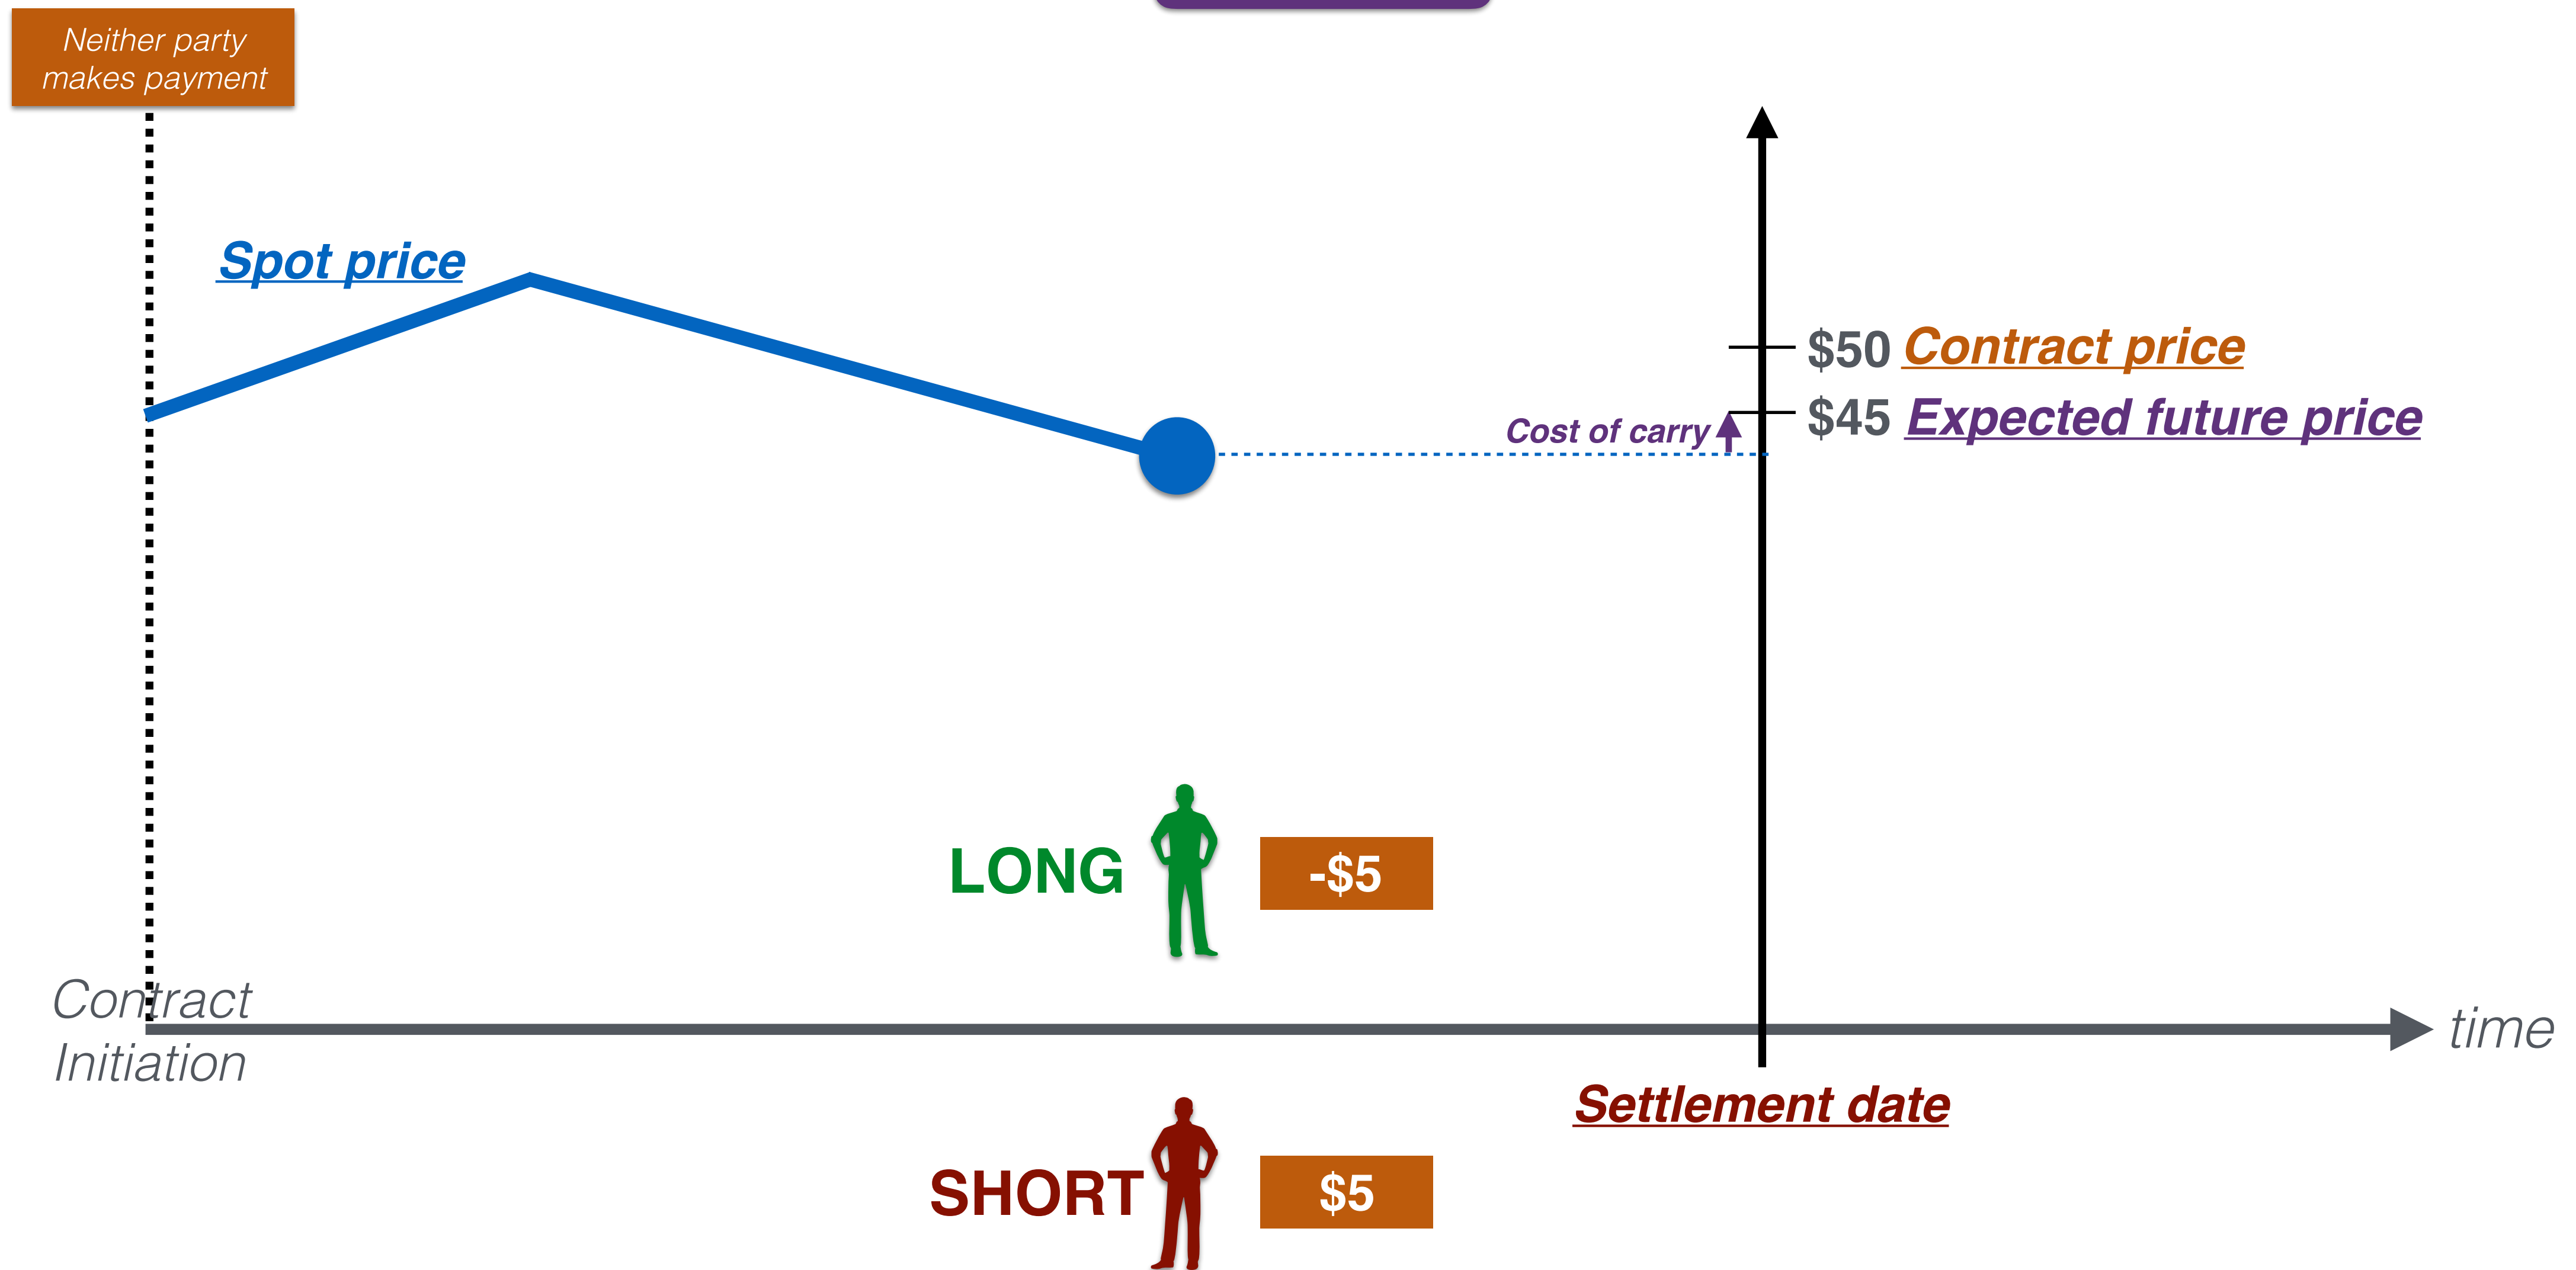 Neither party
makes payment
Spot price
$50 Contract price
Cost of carry
$45 Expected future price
LONG
-$5
Contract
Initiation
time
Settlement date
SHORT
$5